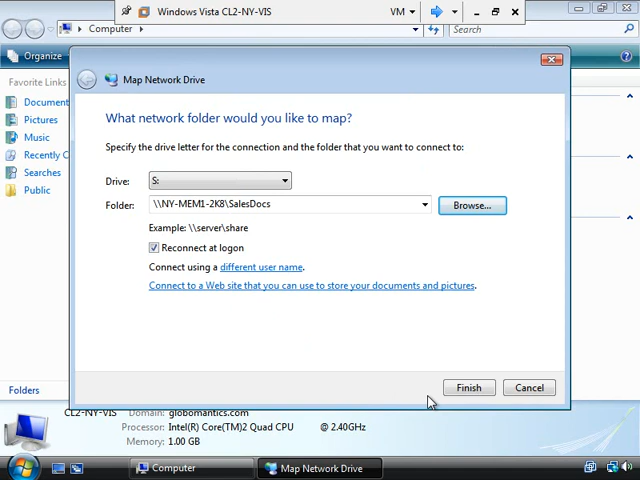 Windows Vista CL2-NY-VIS
VM
Computer
Search
Organize
Favorite Links
Document
Pictures
Music
Recently C
Searches
Public
Map Network Drive
What network folder would you like to map?
Specify the drive letter for the connection and the folder that you want to connect to:
Drive: S:
Folder: \\NY-MEM1-2K8\SalesDocs Browse...
Example: \\server\share
Reconnect at logon
Connect using a different user name.
Connect to a Web site that you can use to store your documents and pictures.
Finish Cancel
Folders
CL2-NY-VIS Domain: globomantics.com
Processor: Intel(R) Core(TM)2 Quad CPU @ 2.40GHz
Memory: 1.00 GB
Computer Map Network Drive